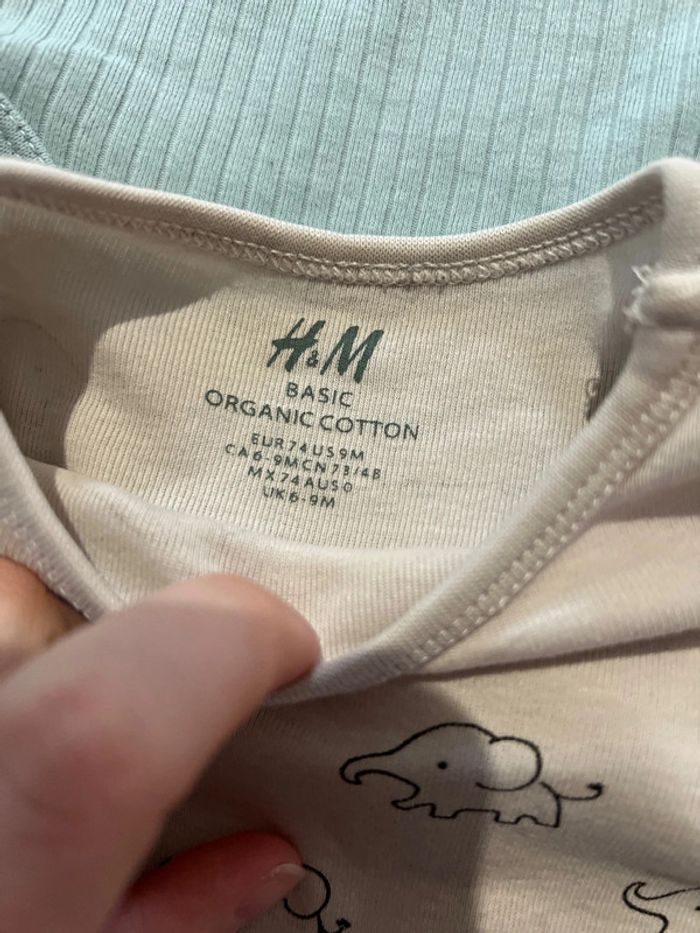 H&M
BASIC
ORGANIC COTTON
EUR 74 US 9M
CA 6-9M CN 73/48
MX 74 AUS 0
UK 6-9M